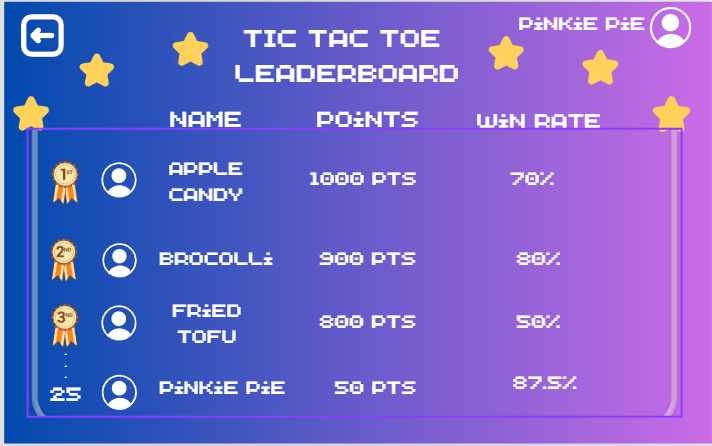 PiNKiE PiE
TIC TAC TOE
LEADERBOARD
NAME POiNTS WiN RATE
1ST APPLE CANDY 1000 PTS 70%
2ND BROCOLLi 900 PTS 80%
3RD FRiED TOFU 800 PTS 50%
25 PiNKiE PiE 50 PTS 87.5%